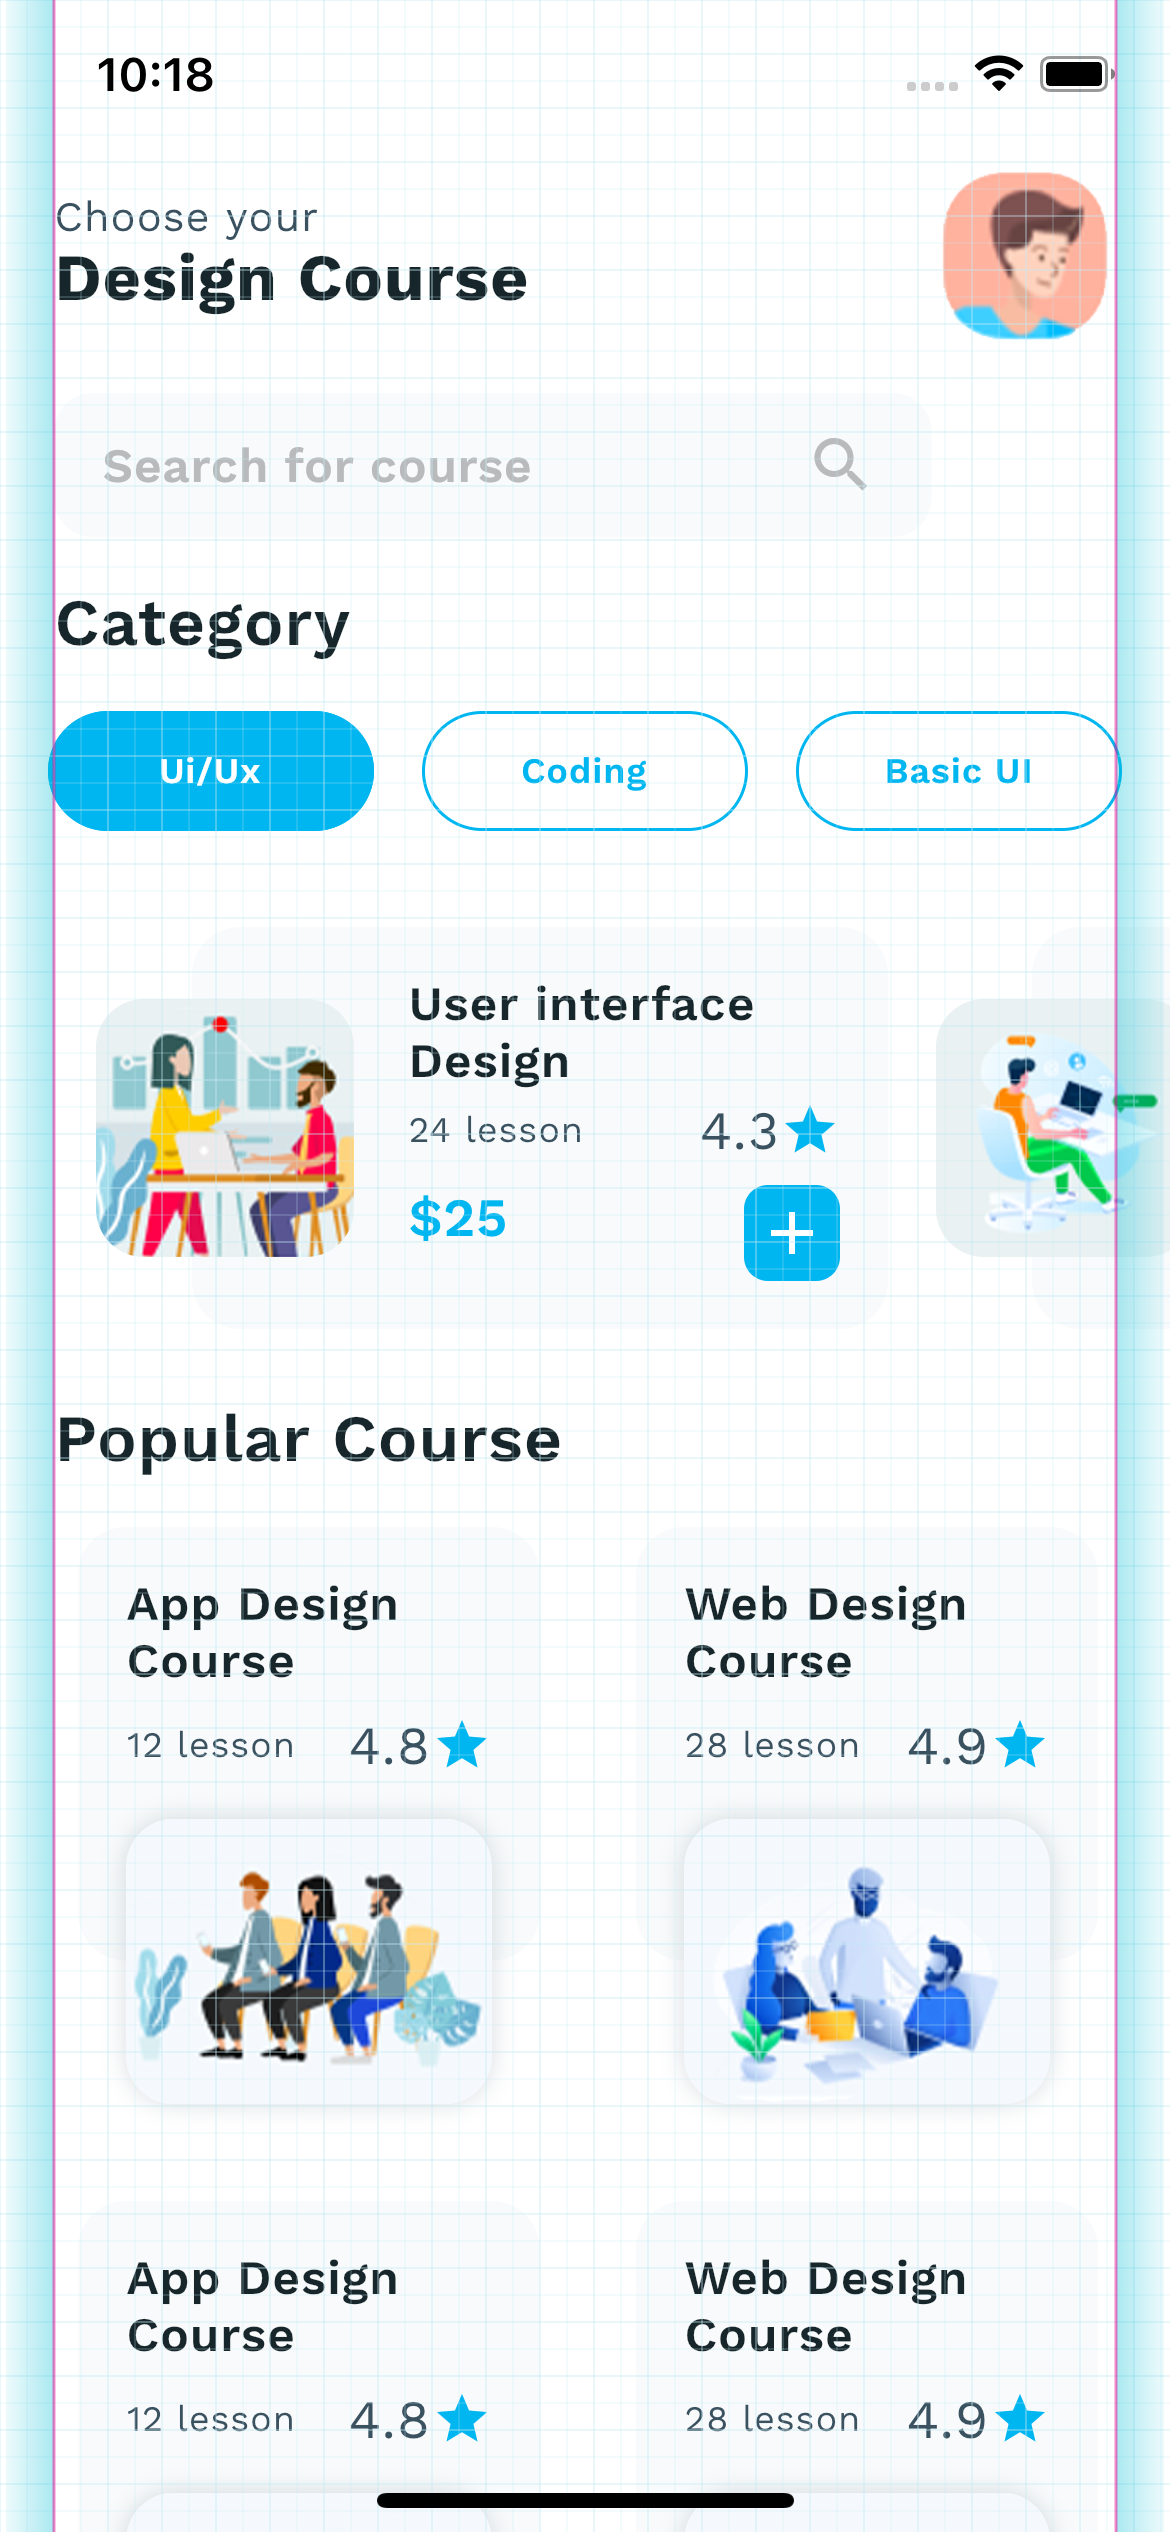 10:18
Choose your
Design Course
Search for course
Category
Ui/Ux
Coding
Basic UI
User interface
Design
24 lesson
4.3
$25
Popular Course
App Design
Course
12 lesson
4.8
Web Design
Course
28 lesson
4.9
App Design
Course
12 lesson
4.8
Web Design
Course
28 lesson
4.9